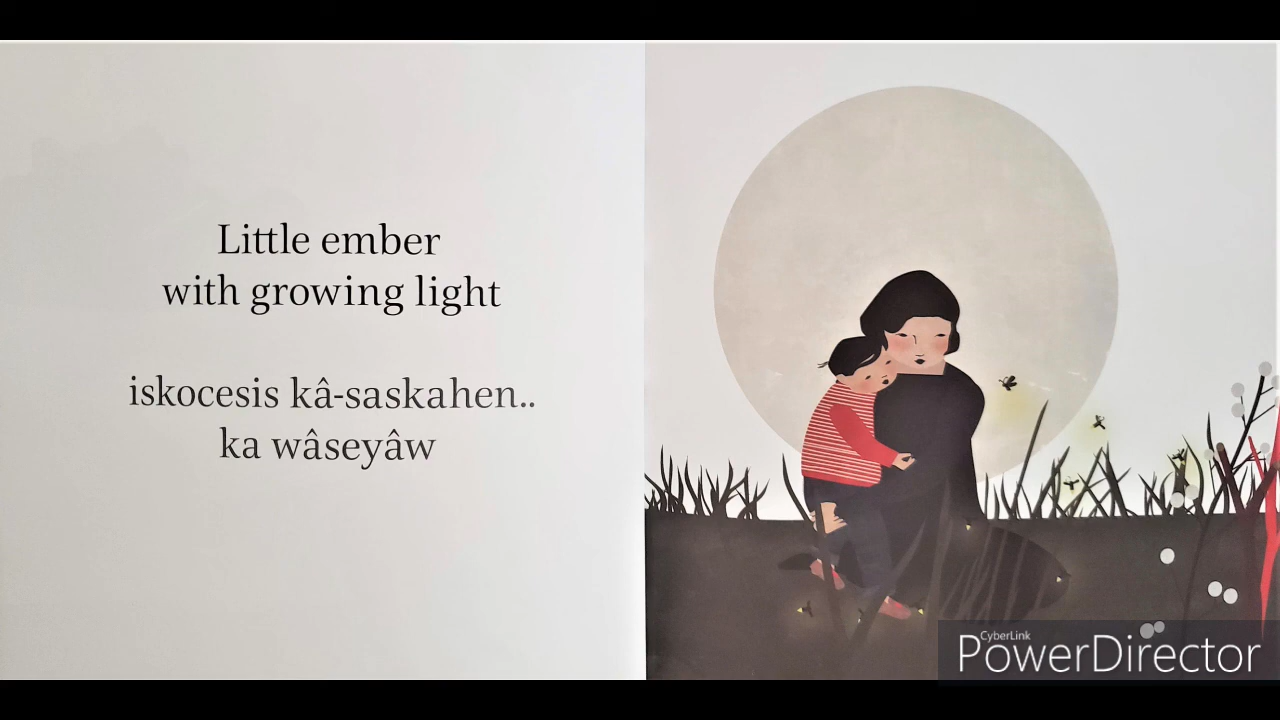 Little ember
with growing light
iskocesis kâ-saskahen..
ka wâseyâw
CyberLink
PowerDirector